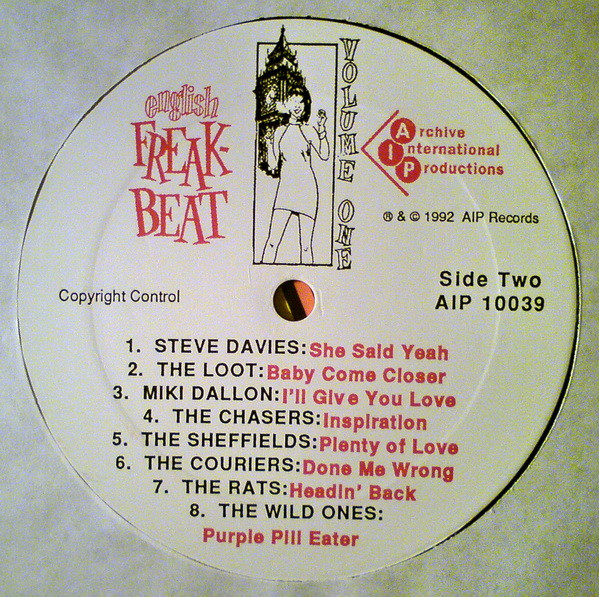 english
FREAK-
BEAT
VOLUME ONE
Archive
International
Productions
℗ & © 1992 AIP Records
Side Two
AIP 10039
Copyright Control
1. STEVE DAVIES: She Said Yeah
2. THE LOOT: Baby Come Closer
3. MIKI DALLON: I'll Give You Love
4. THE CHASERS: Inspiration
5. THE SHEFFIELDS: Plenty of Love
6. THE COURIERS: Done Me Wrong
7. THE RATS: Headin' Back
8. THE WILD ONES:
Purple Pill Eater